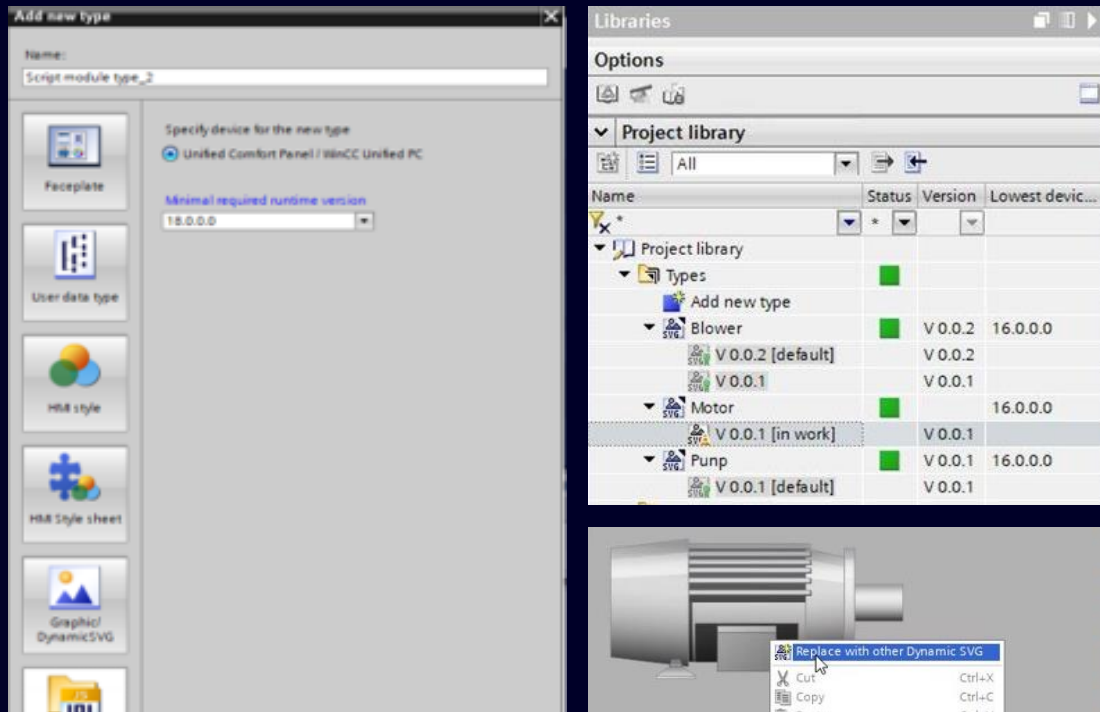 Add new type
Name:
Script module type_2
Specify device for the new type
Unified Comfort Panel / WinCC Unified PC
Minimal required runtime version
18.0.0.0
Faceplate
User data type
HMI style
HMI Style sheet
Graphic/
DynamicSVG
JS
Libraries
Options
Project library
All
Name Status Version Lowest devic...
* *
Project library
Types
Add new type
Blower V 0.0.2 16.0.0.0
V 0.0.2 [default] V 0.0.2
V 0.0.1 V 0.0.1
Motor 16.0.0.0
V 0.0.1 [in work] V 0.0.1
Punp V 0.0.1 16.0.0.0
V 0.0.1 [default] V 0.0.1
Replace with other Dynamic SVG
Cut Ctrl+X
Copy Ctrl+C